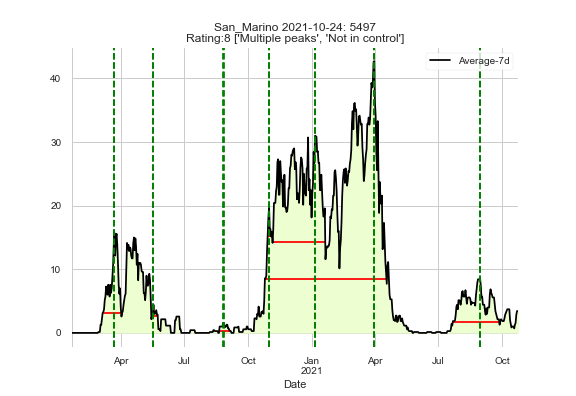 San_Marino 2021-10-24: 5497
Rating:8 ['Multiple peaks', 'Not in control']
Average-7d
40
30
20
10
0
Apr Jul Oct Jan Apr Jul Oct
2021
Date